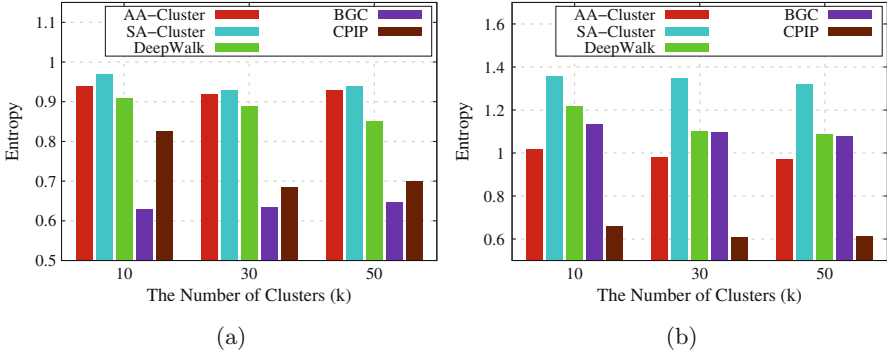 AA-Cluster
SA-Cluster
DeepWalk
BGC
CPIP
1.1
1
0.9
0.8
0.7
0.6
0.5
Entropy
10
30
50
The Number of Clusters (k)
(a)
AA-Cluster
SA-Cluster
DeepWalk
BGC
CPIP
1.6
1.4
1.2
1
0.8
0.6
Entropy
10
30
50
The Number of Clusters (k)
(b)